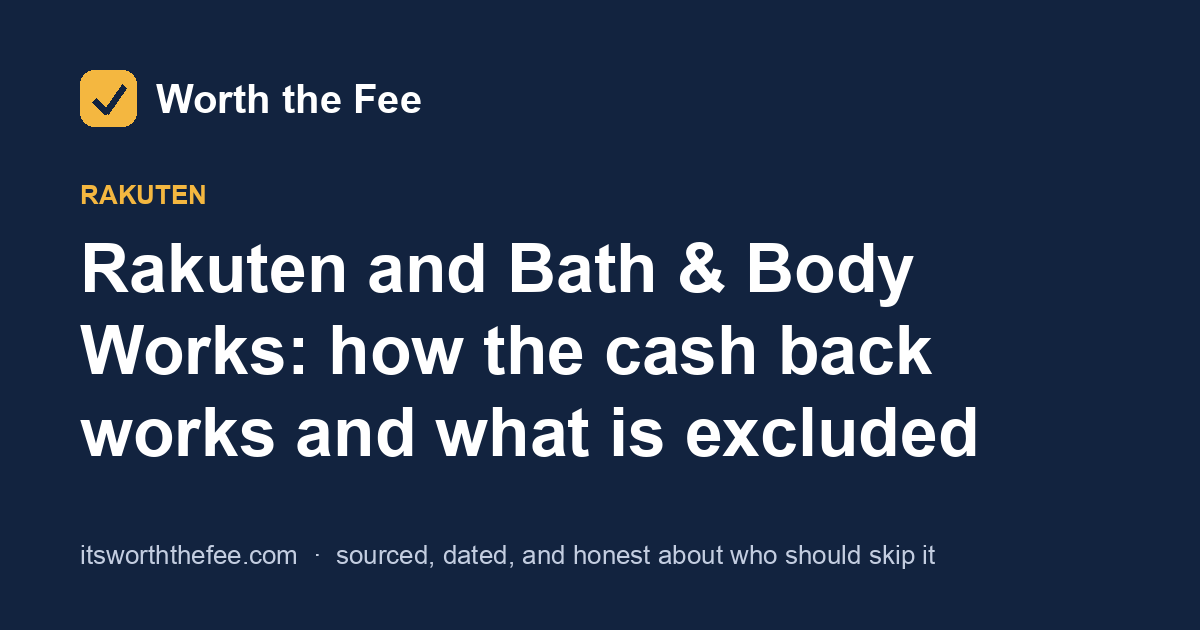 Worth the Fee
RAKUTEN
Rakuten and Bath & Body
Works: how the cash back
works and what is excluded
itsworththefee.com · sourced, dated, and honest about who should skip it